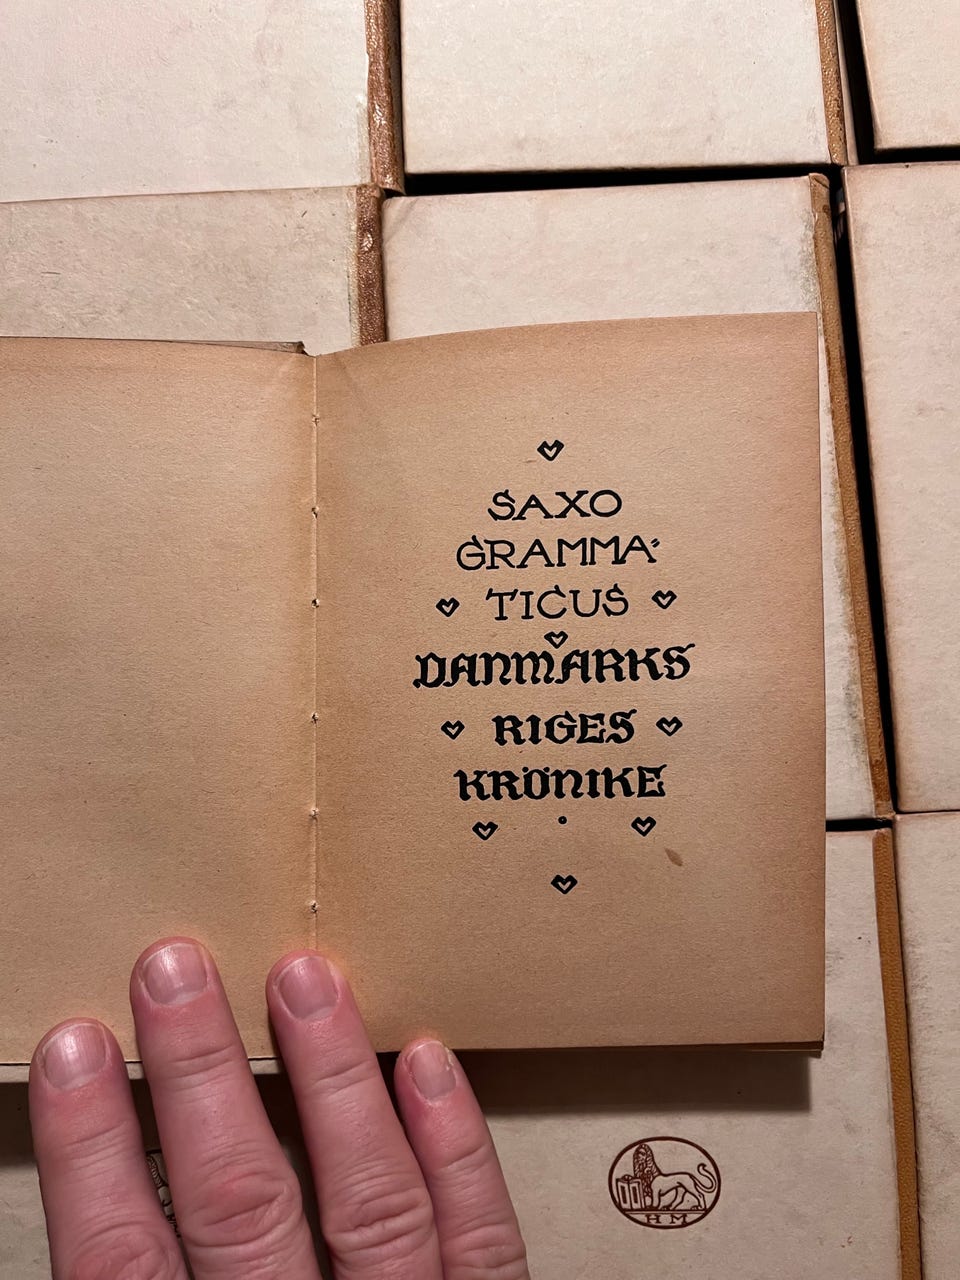 SAXO
GRAMMA-
TICUS
DANMARKS
RIGES
KRÖNIKE
HM